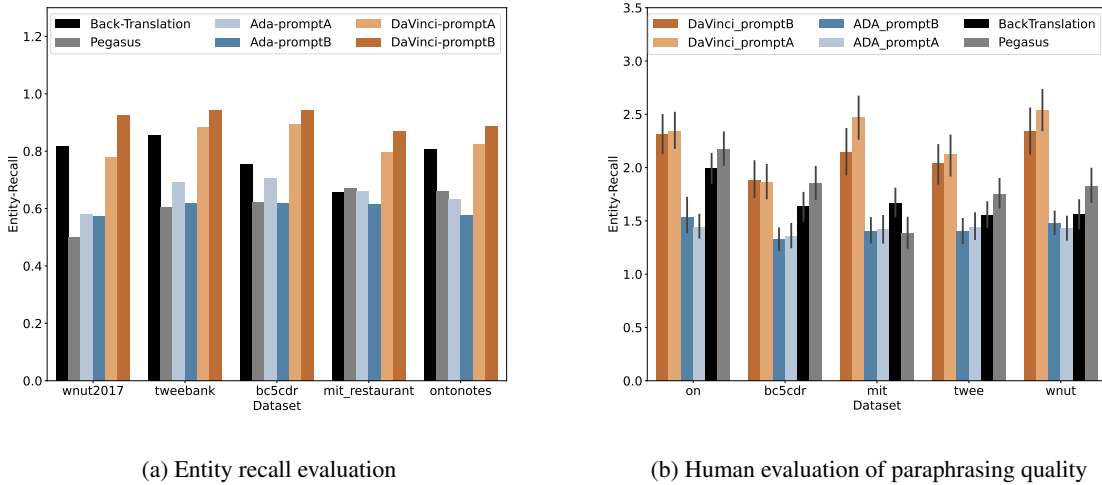 Back-Translation
Pegasus
Ada-promptA
Ada-promptB
DaVinci-promptA
DaVinci-promptB
Entity-Recall
1.2
1.0
0.8
0.6
0.4
0.2
0.0
wnut2017 tweebank bc5cdr mit_restaurant ontonotes
Dataset
(a) Entity recall evaluation
DaVinci_promptB
DaVinci_promptA
ADA_promptB
ADA_promptA
BackTranslation
Pegasus
Entity-Recall
3.5
3.0
2.5
2.0
1.5
1.0
1.5
0.0
on bc5cdr mit twee wnut
Dataset
(b) Human evaluation of paraphrasing quality